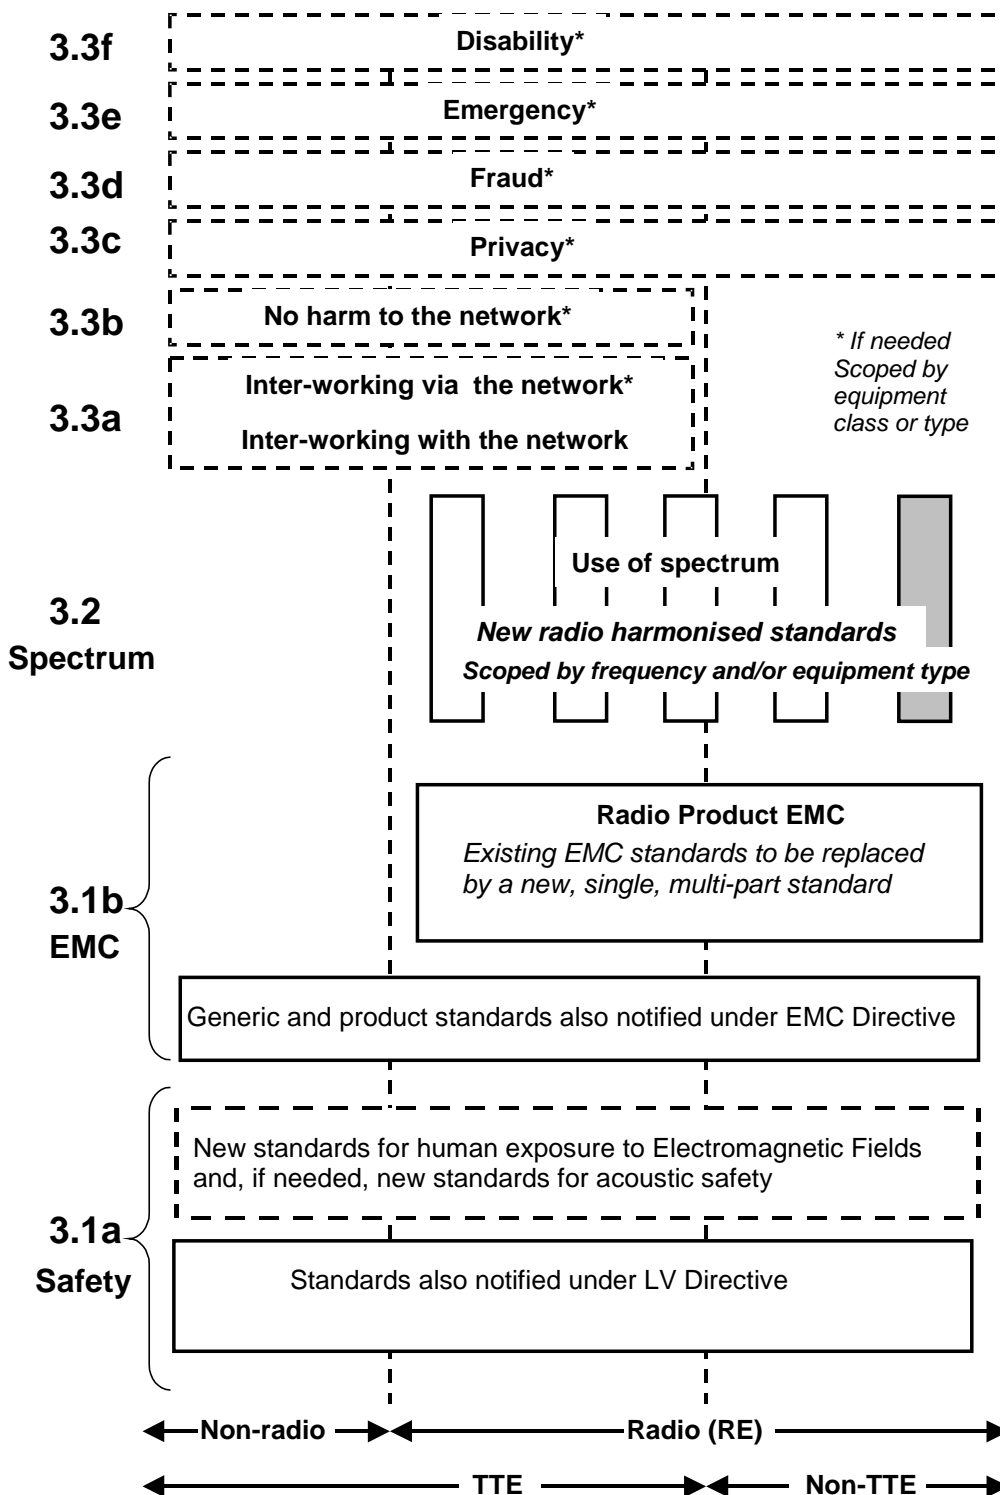 3.3f
Disability*
3.3e
Emergency*
3.3d
Fraud*
3.3c
Privacy*
3.3b
No harm to the network*
* If needed
Scoped by
equipment
class or type
3.3a
Inter-working via the network*
Inter-working with the network
3.2
Spectrum
Use of spectrum
New radio harmonised standards
Scoped by frequency and/or equipment type
3.1b
EMC
Radio Product EMC
Existing EMC standards to be replaced
by a new, single, multi-part standard
Generic and product standards also notified under EMC Directive
3.1a
Safety
New standards for human exposure to Electromagnetic Fields
and, if needed, new standards for acoustic safety
Standards also notified under LV Directive
Non-radio
Radio (RE)
TTE
Non-TTE